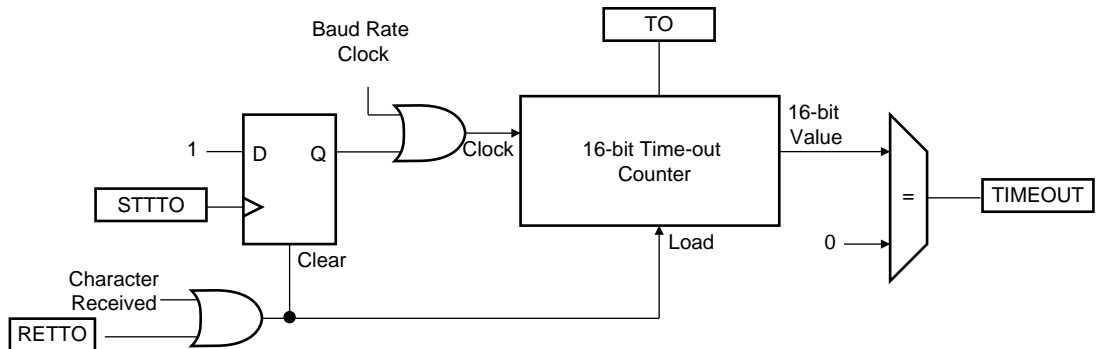 TO
Baud Rate
Clock
16-bit
Value
1
D
Q
Clock
16-bit Time-out
Counter
STTTO
=
TIMEOUT
Clear
Load
0
Character
Received
RETTO